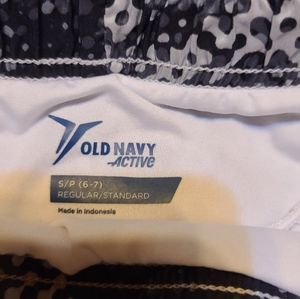 OLD NAVY
ACTIVE
S/P (6-7)
REGULAR/STANDARD
Made in Indonesia